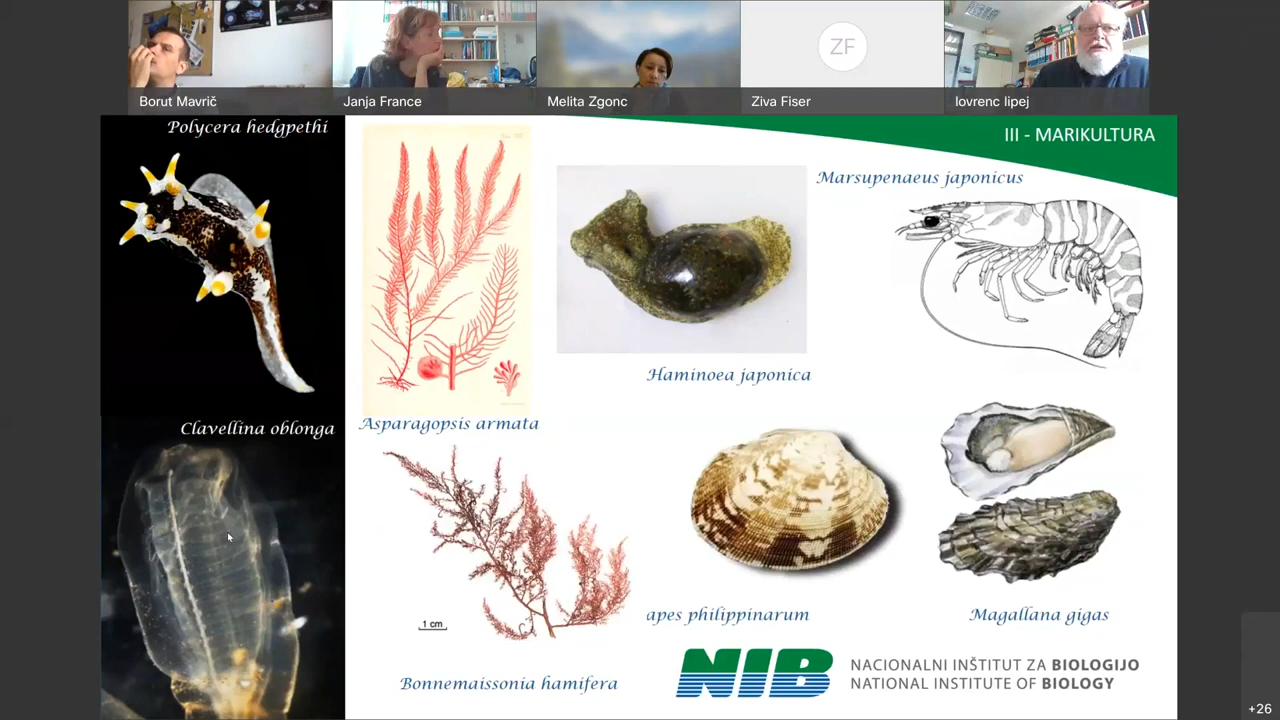 ZF
Borut Mavrič
Janja France
Melita Zgonc
Ziva Fiser
lovrenc lipej
Polycera hedgpethi
III - MARIKULTURA
Marsupenaeus japonicus
Haminoea japonica
Asparagopsis armata
Clavellina oblonga
1 cm
apes philippinarum
Magallana gigas
Bonnemaissonia hamifera
NIB
NACIONALNI INŠTITUT ZA BIOLOGIJO
NATIONAL INSTITUTE OF BIOLOGY
+26